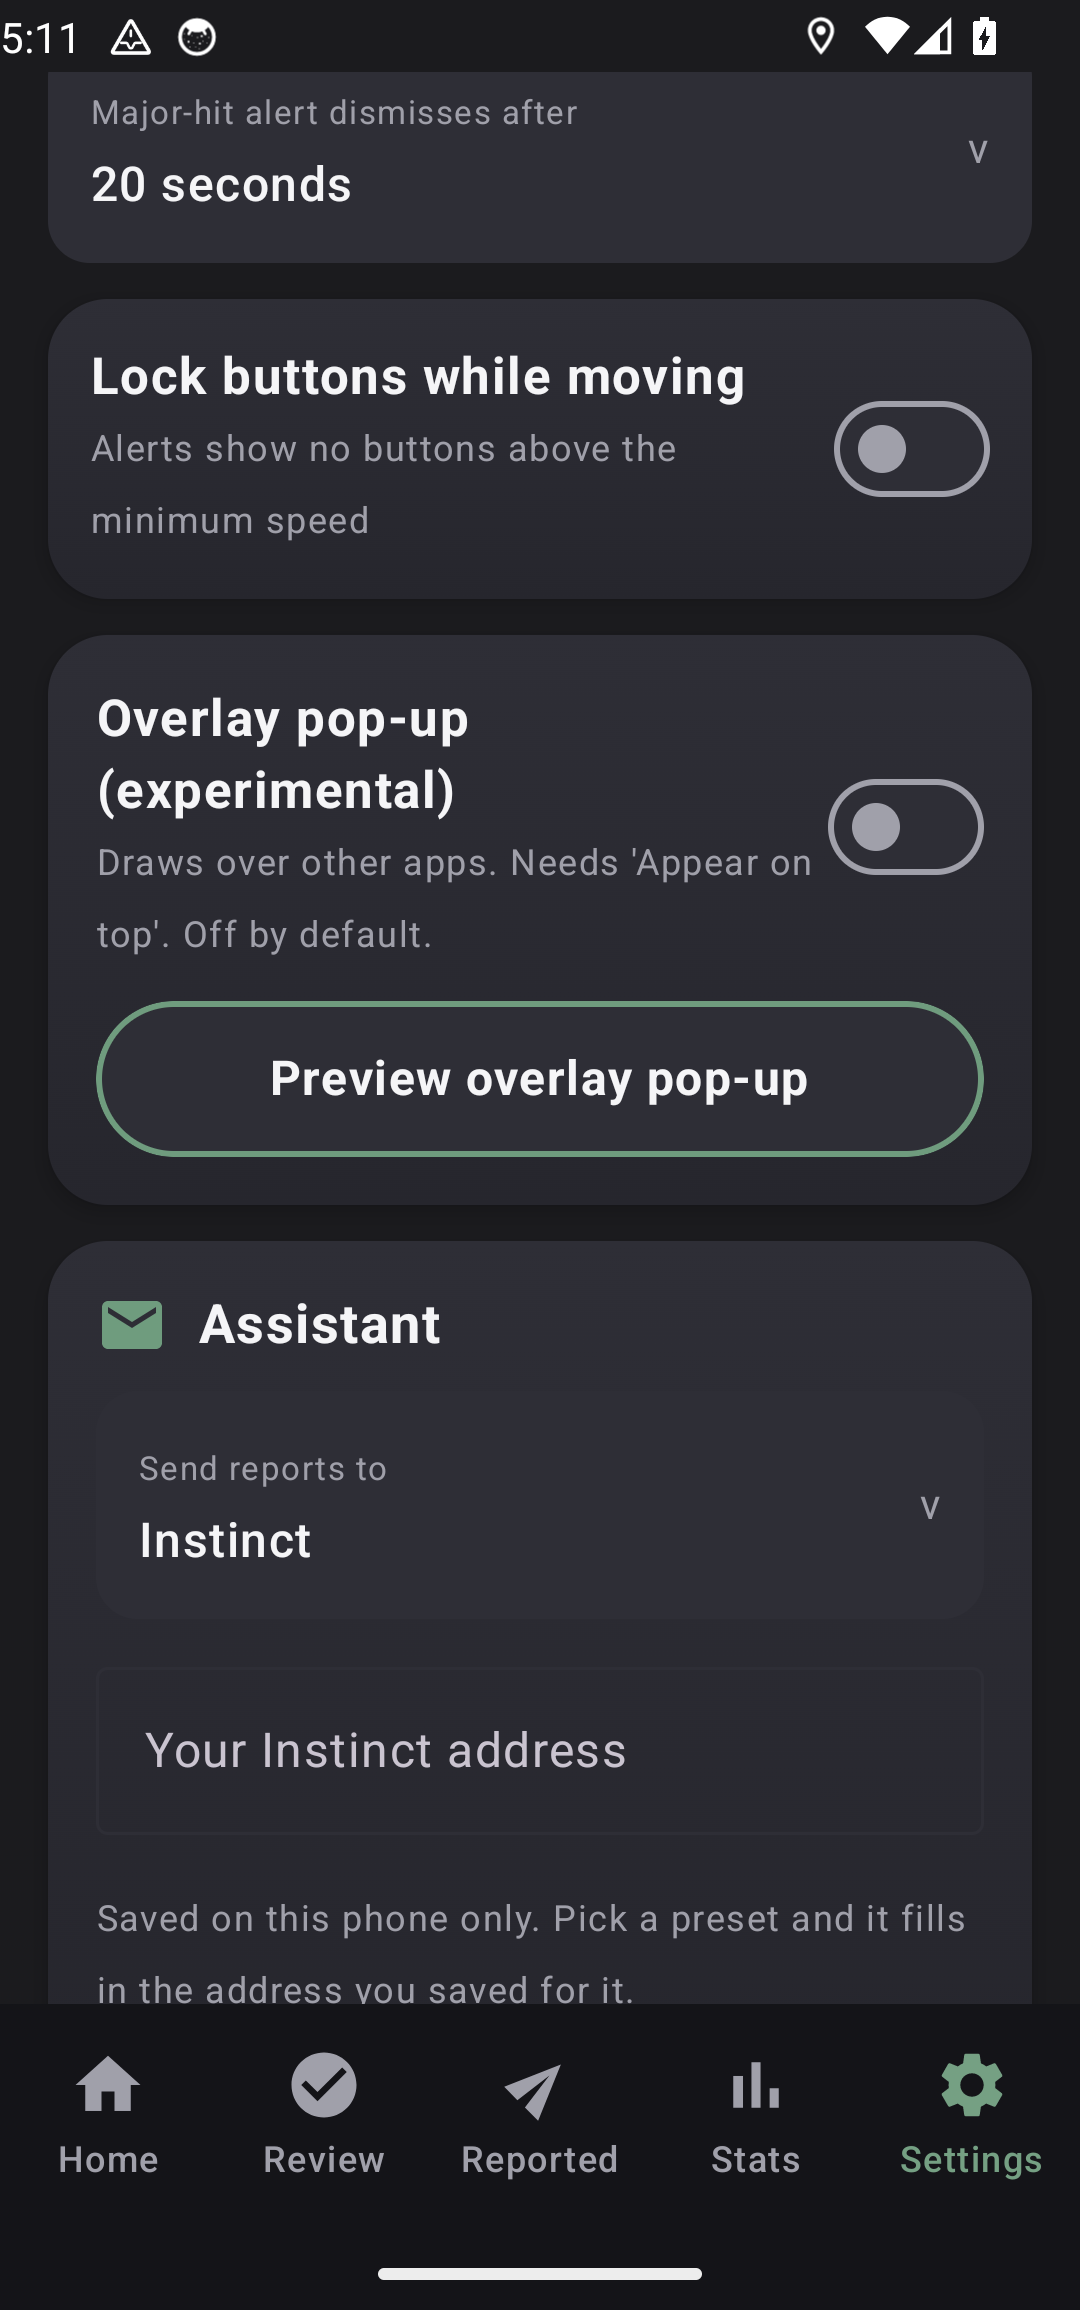 5:11
Major-hit alert dismisses after
20 seconds
v
Lock buttons while moving
Alerts show no buttons above the
minimum speed
Overlay pop-up
(experimental)
Draws over other apps. Needs 'Appear on
top'. Off by default.
Preview overlay pop-up
Assistant
Send reports to
Instinct
v
Your Instinct address
Saved on this phone only. Pick a preset and it fills
in the address you saved for it.
Home
Review
Reported
Stats
Settings